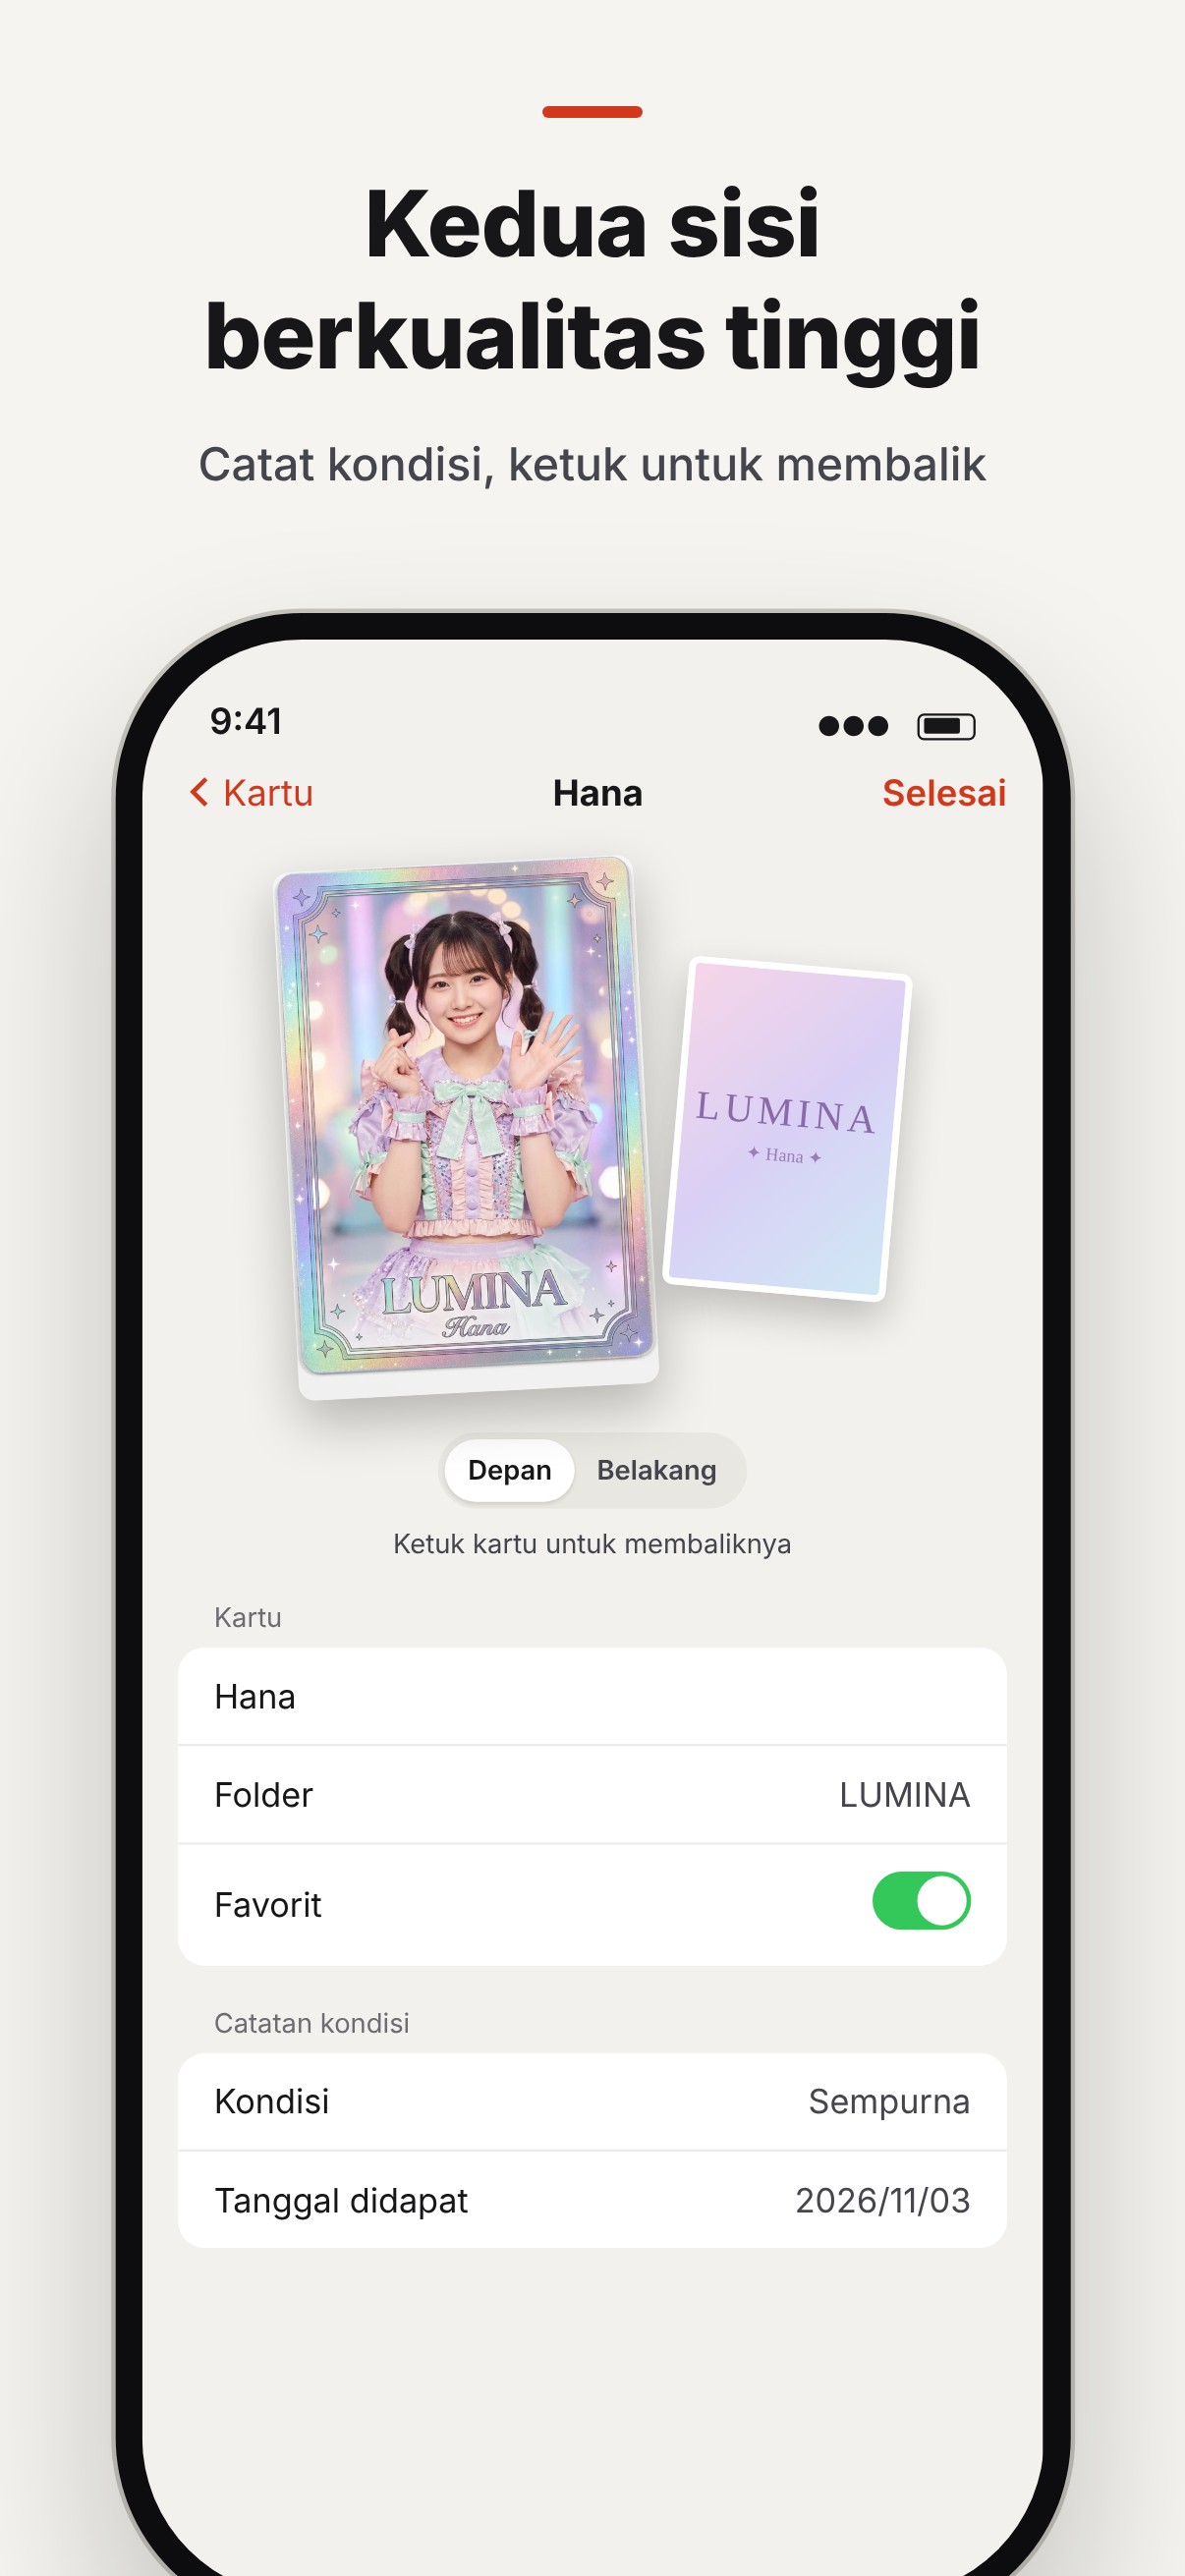 Kedua sisi
berkualitas tinggi
Catat kondisi, ketuk untuk membalik
9:41
Kartu
Hana
Selesai
LUMINA
Hana
LUMINA
✦ Hana ✦
Depan
Belakang
Ketuk kartu untuk membaliknya
Kartu
Hana
Folder
LUMINA
Favorit
Catatan kondisi
Kondisi
Sempurna
Tanggal didapat
2026/11/03